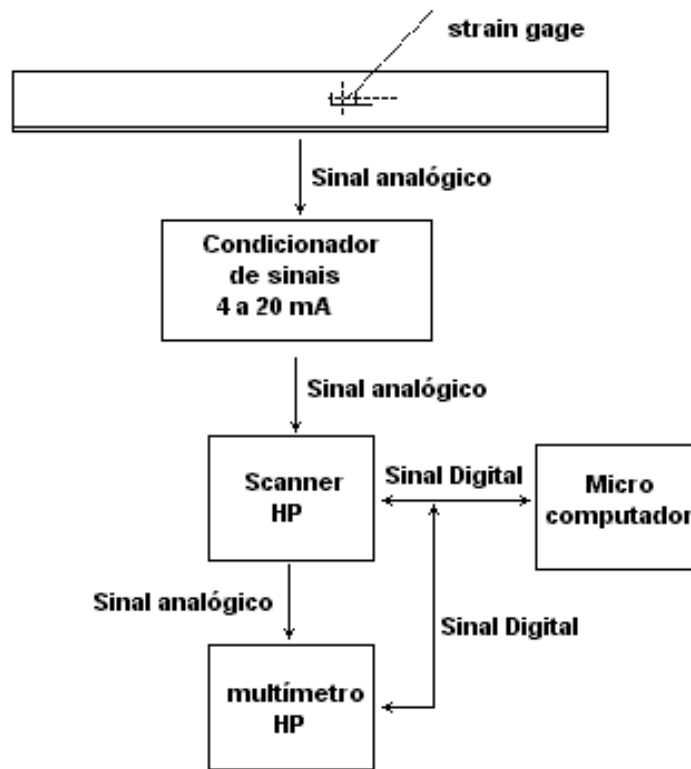 strain gage
Sinal analógico
Condicionador
de sinais
4 a 20 mA
Sinal analógico
Scanner
HP
Sinal Digital
Micro
computador
Sinal analógico
Sinal Digital
multímetro
HP